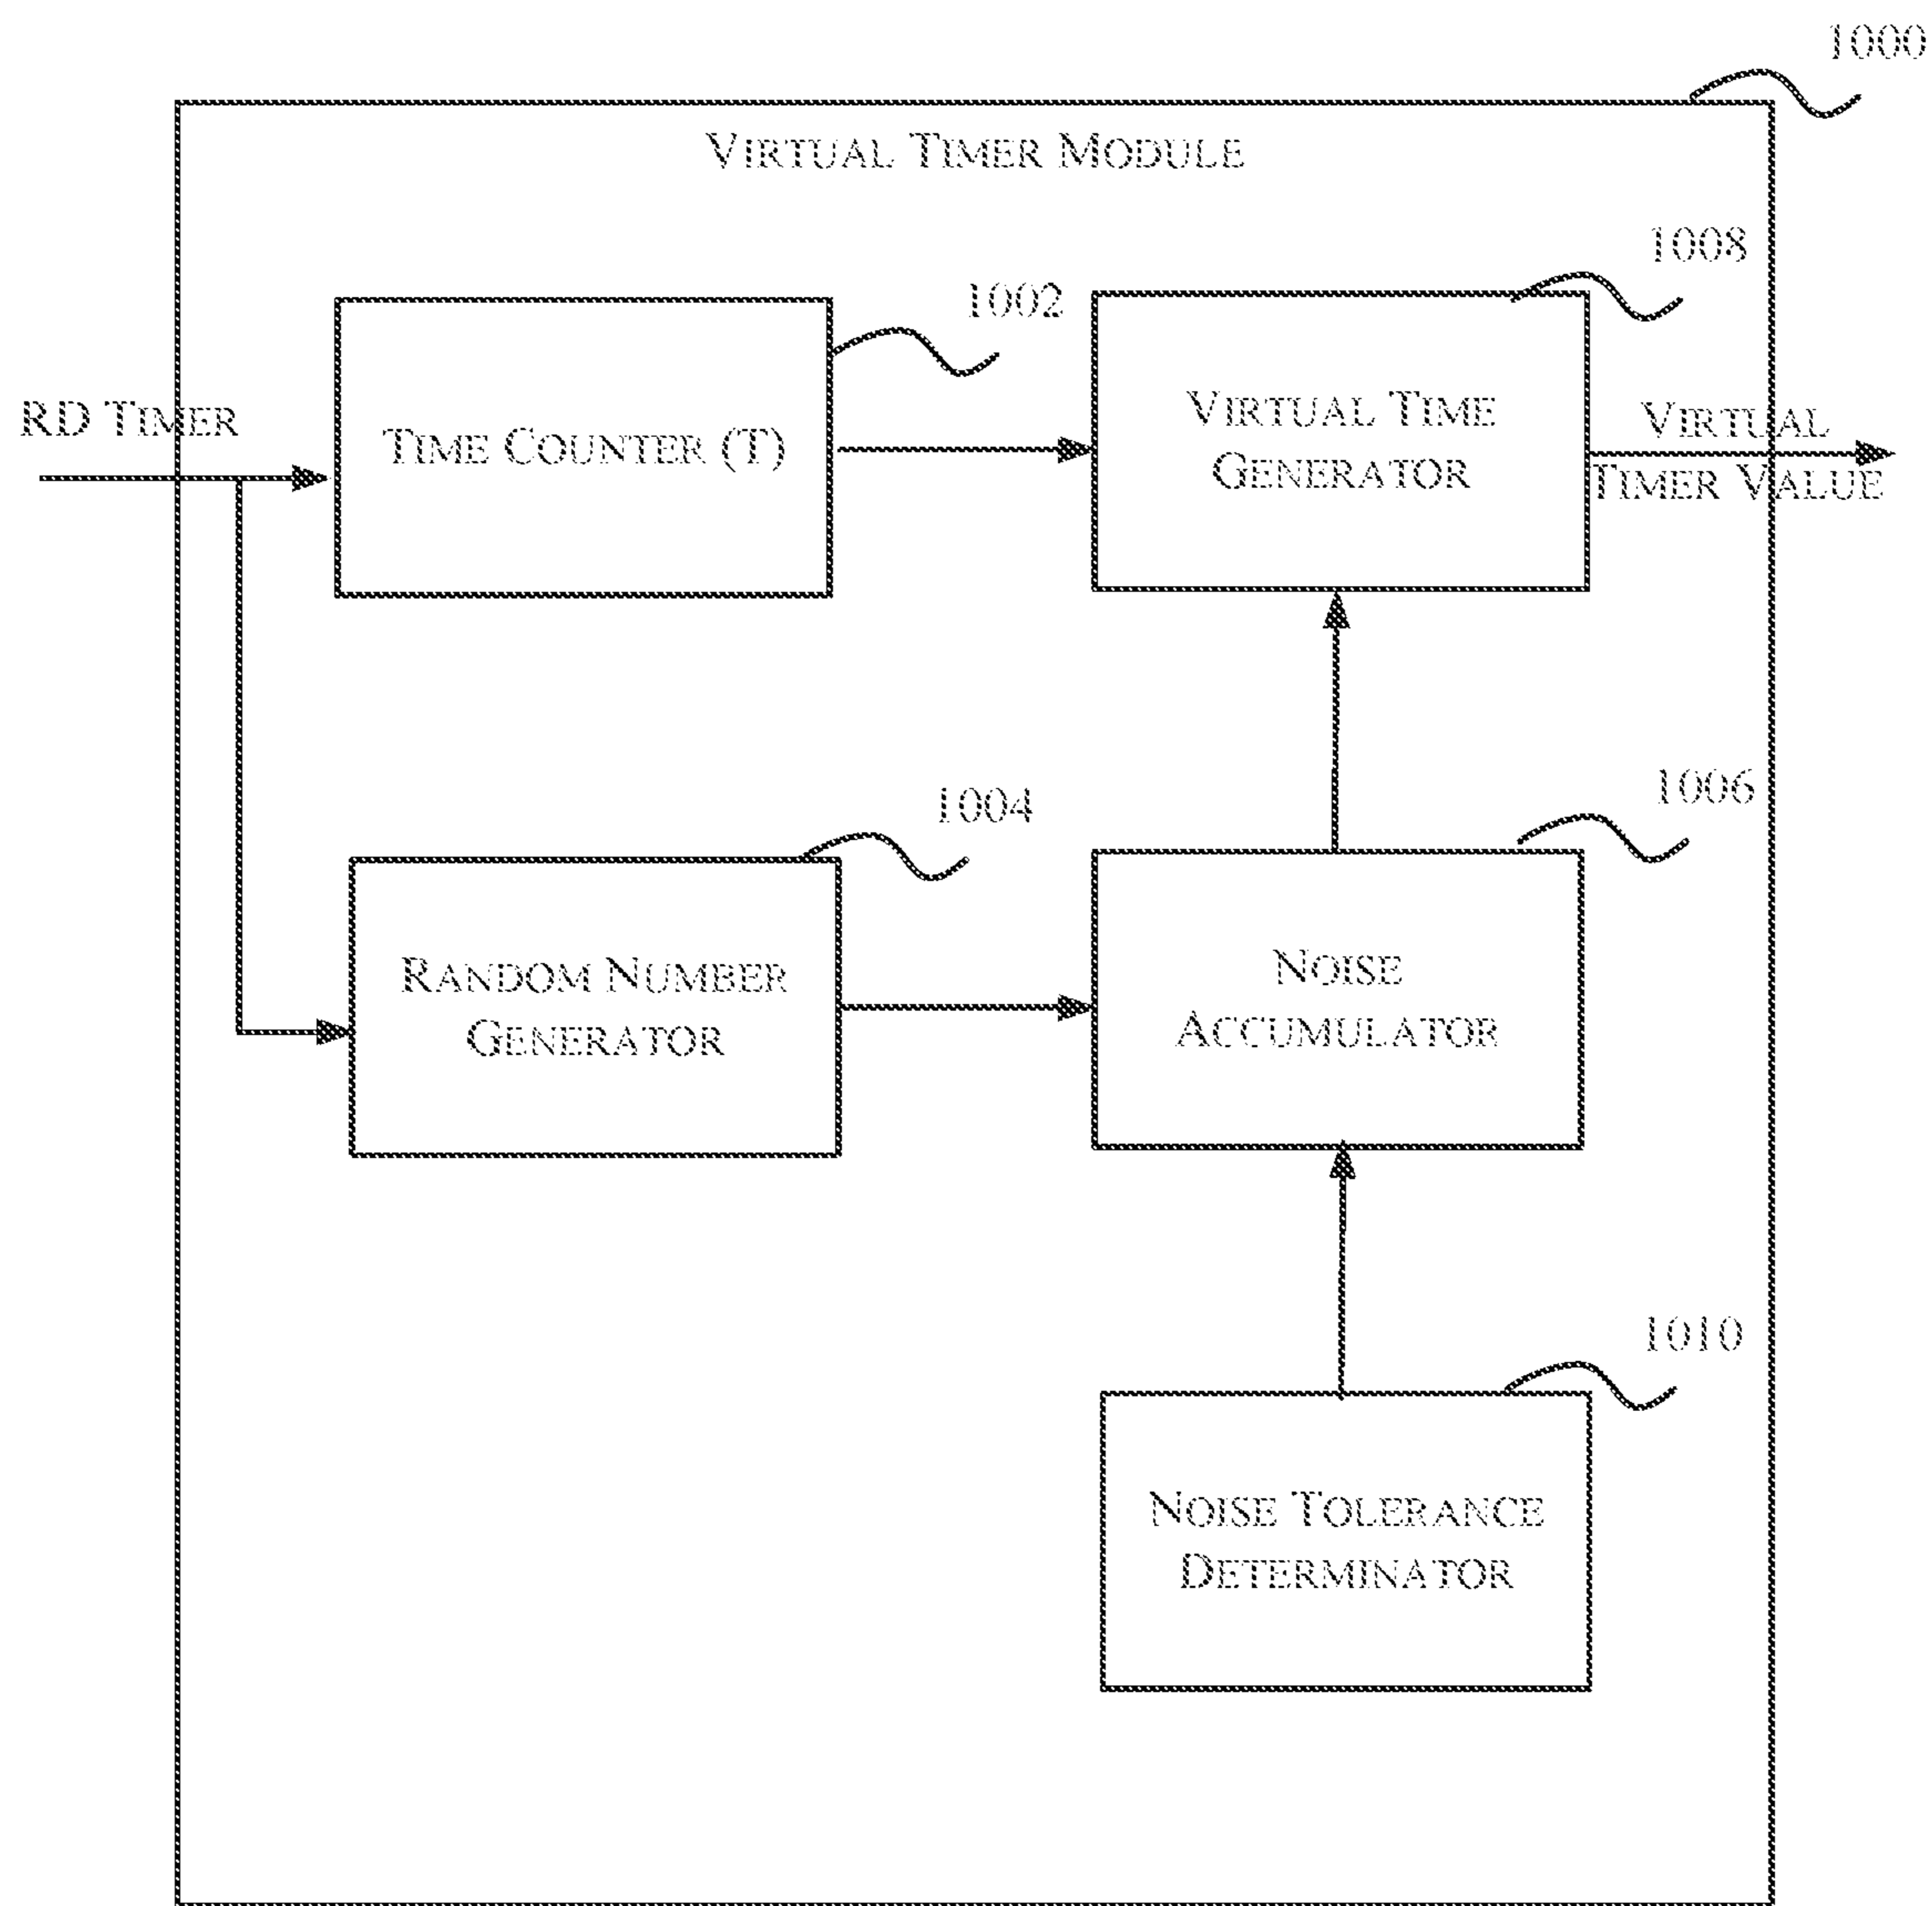 1000
VIRTUAL TIMER MODULE
1008
1002
RD TIMER
TIME COUNTER (T)
VIRTUAL TIME
GENERATOR
VIRTUAL
TIMER VALUE
1004
1006
RANDOM NUMBER
GENERATOR
NOISE
ACCUMULATOR
1010
NOISE TOLERANCE
DETERMINATOR